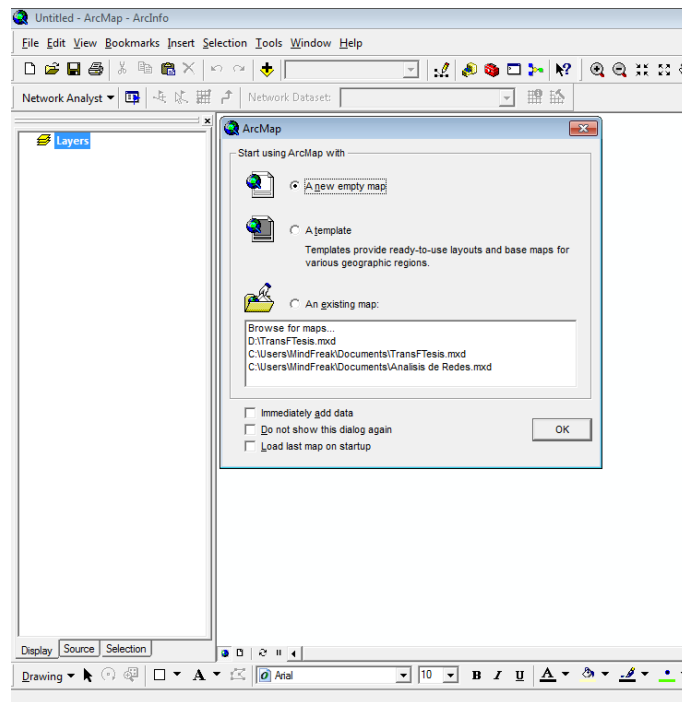 Untitled - ArcMap - ArcInfo
File Edit View Bookmarks Insert Selection Tools Window Help
Network Analyst Network Dataset:
Layers
ArcMap
Start using ArcMap with
A new empty map
A template
Templates provide ready-to-use layouts and base maps for
various geographic regions.
An existing map:
Browse for maps...
D:\TransFTesis.mxd
C:\Users\MindFreak\Documents\TransFTesis.mxd
C:\Users\MindFreak\Documents\Analisis de Redes.mxd
Immediately add data
Do not show this dialog again
Load last map on startup
OK
Display Source Selection
Drawing A Arial 10 B I U A